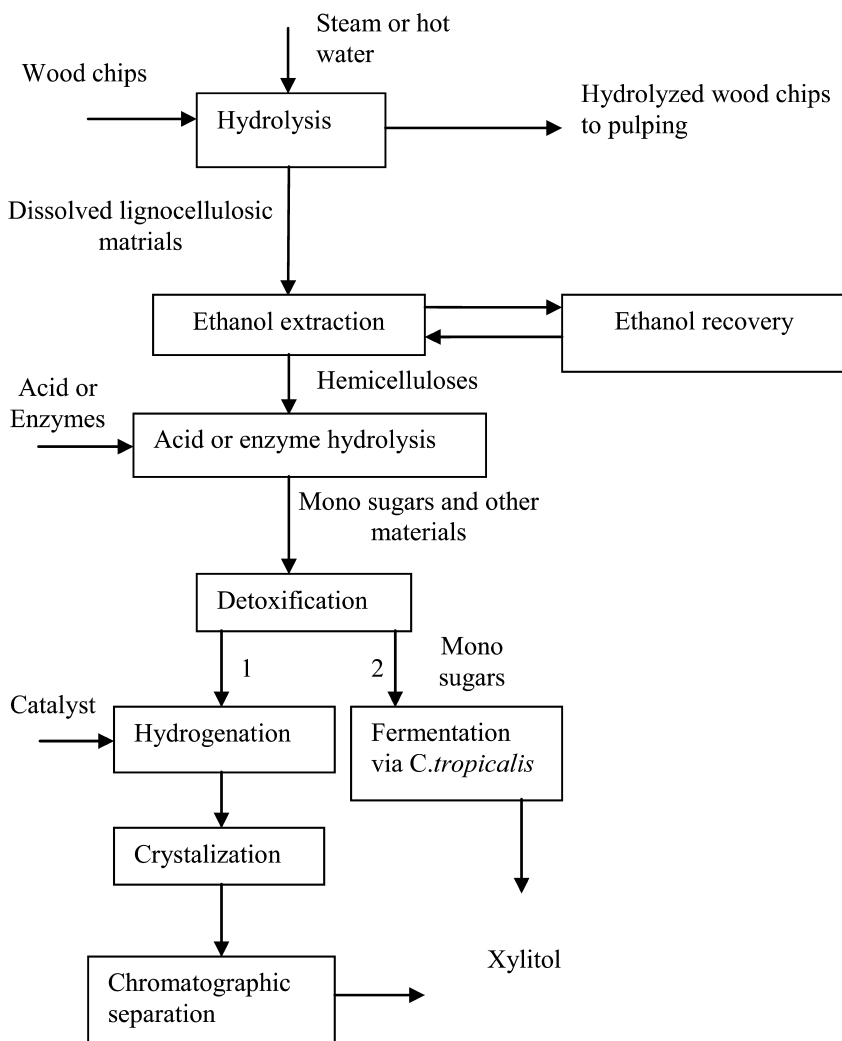 Steam or hot
water
Wood chips
Hydrolysis
Hydrolyzed wood chips
to pulping
Dissolved lignocellulosic
matrials
Ethanol extraction
Ethanol recovery
Hemicelluloses
Acid or
Enzymes
Acid or enzyme hydrolysis
Mono sugars and other
materials
Detoxification
1
2
Mono
sugars
Catalyst
Hydrogenation
Fermentation
via C.tropicalis
Crystalization
Xylitol
Chromatographic
separation